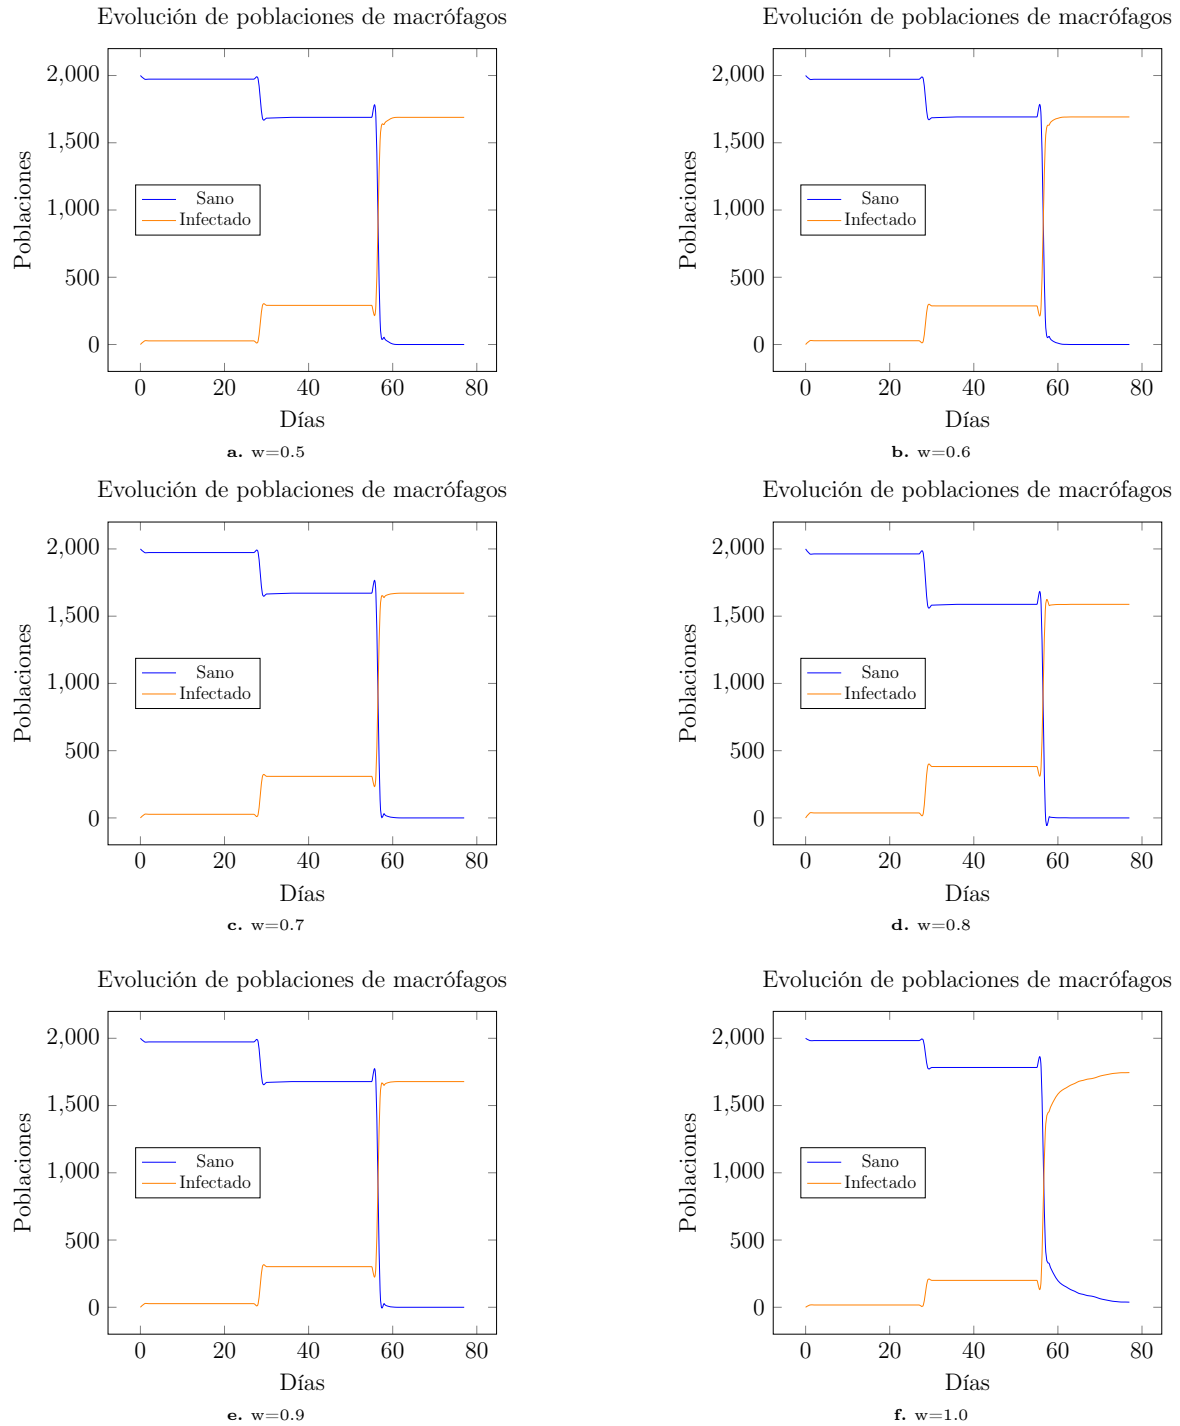 Evolución de poblaciones de macrófagos
2,000
1,500
1,000
500
0
Poblaciones
Sano
Infectado
0 20 40 60 80
Días
a. w=0.5
Evolución de poblaciones de macrófagos
2,000
1,500
1,000
500
0
Poblaciones
Sano
Infectado
0 20 40 60 80
Días
b. w=0.6
Evolución de poblaciones de macrófagos
2,000
1,500
1,000
500
0
Poblaciones
Sano
Infectado
0 20 40 60 80
Días
c. w=0.7
Evolución de poblaciones de macrófagos
2,000
1,500
1,000
500
0
Poblaciones
Sano
Infectado
0 20 40 60 80
Días
d. w=0.8
Evolución de poblaciones de macrófagos
2,000
1,500
1,000
500
0
Poblaciones
Sano
Infectado
0 20 40 60 80
Días
e. w=0.9
Evolución de poblaciones de macrófagos
2,000
1,500
1,000
500
0
Poblaciones
Sano
Infectado
0 20 40 60 80
Días
f. w=1.0